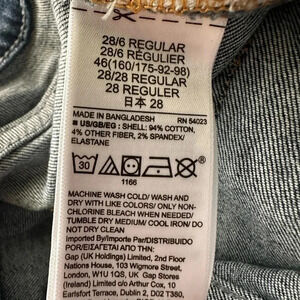 28/6 REGULAR
28/6 RÉGULIER
46(160/175-92-98)
28/28 REGULAR
28 REGULER
日本 28
MADE IN BANGLADESH RN 54023
• US/GB/EG : SHELL: 94% COTTON,
4% OTHER FIBER, 2% SPANDEX/
ELASTANE
30
1166
MACHINE WASH COLD/ WASH AND
DRY WITH LIKE COLORS/ ONLY NON-
CHLORINE BLEACH WHEN NEEDED/
TUMBLE DRY MEDIUM/ COOL IRON/ DO
NOT DRY CLEAN
Imported By/Importé Par/DISTRIBUIDO
POR/ΕΙΣΑΓΕΤΑΙ ΑΠΟ ΤΗΝ:
Gap (UK Holdings) Limited, 2nd Floor
Nations House, 103 Wigmore Street,
London, W1U 1QS, UK Gap Stores
(Ireland) Limited c/o Arthur Cox, 10
Earlsfort Terrace, Dublin 2, D02 T380